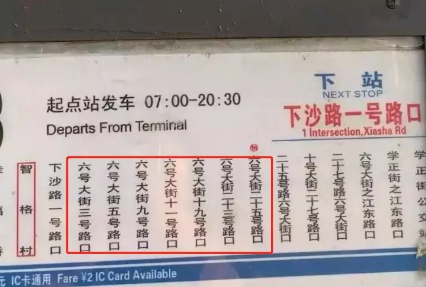 起点站发车 07:00-20:30
Departs From Terminal
下 站
NEXT STOP
下沙路一号路口
1 Intersection,Xiasha Rd
智格村
下沙路一号路口
六号大街三号路口
六号大街五号路口
六号大街九号路口
六号大街十一号路口
六号大街十九号路口
六号大街二十三号路口
六号大街二十五号路口
二十五号路六号大街口
十号大街二十七号路口
二十七号路六号大街口
学正街之江东路口
元 IC卡通用 Fare ¥2 IC Card Available